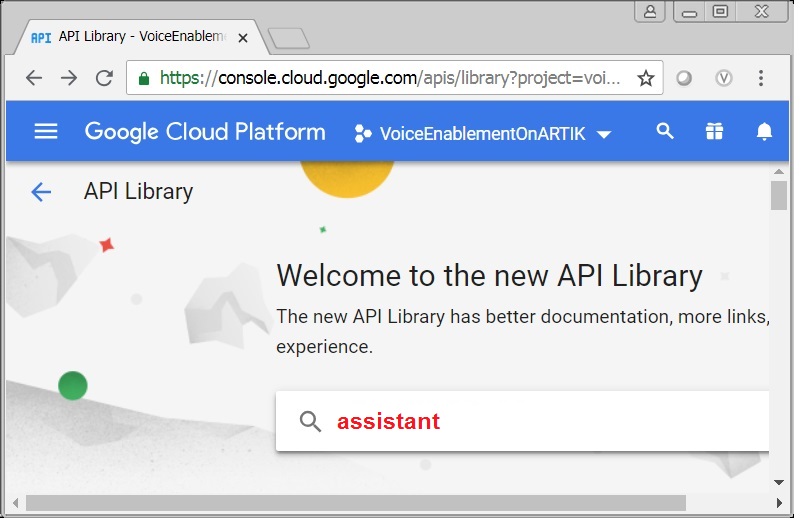 API API Library - VoiceEnablem
https://console.cloud.google.com/apis/library?project=voi...
Google Cloud Platform VoiceEnablementOnARTIK
API Library
Welcome to the new API Library
The new API Library has better documentation, more links,
experience.
assistant